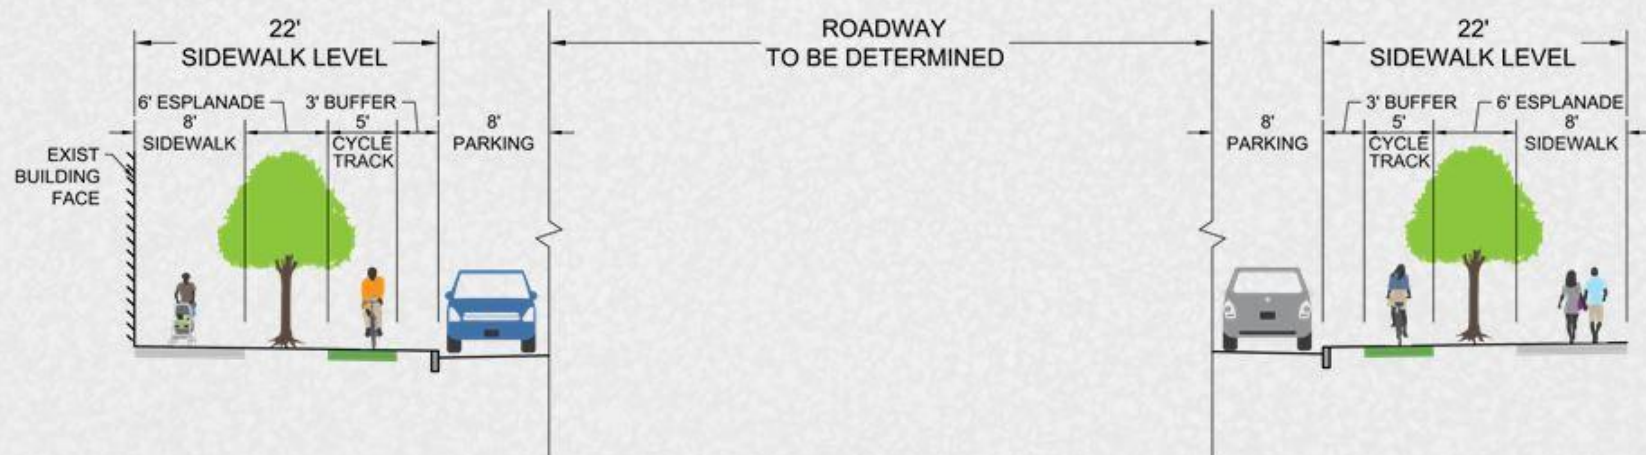 22'
SIDEWALK LEVEL
ROADWAY
TO BE DETERMINED
22'
SIDEWALK LEVEL
6' ESPLANADE
3' BUFFER
8'
SIDEWALK
5'
CYCLE
TRACK
8'
PARKING
EXIST
BUILDING
FACE
8'
PARKING
3' BUFFER
6' ESPLANADE
5'
CYCLE
TRACK
8'
SIDEWALK